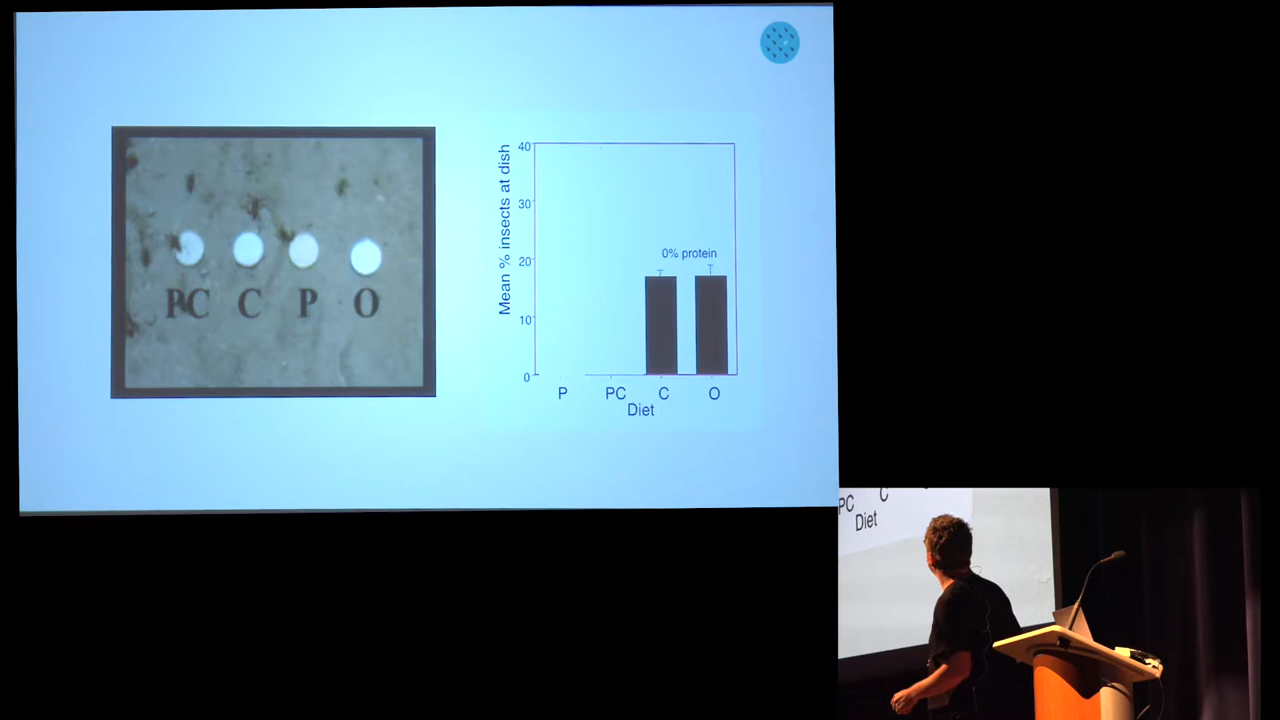 PC C P O
Mean % insects at dish
40
30
20
10
0
0% protein
P PC C O
Diet
PC C
Diet